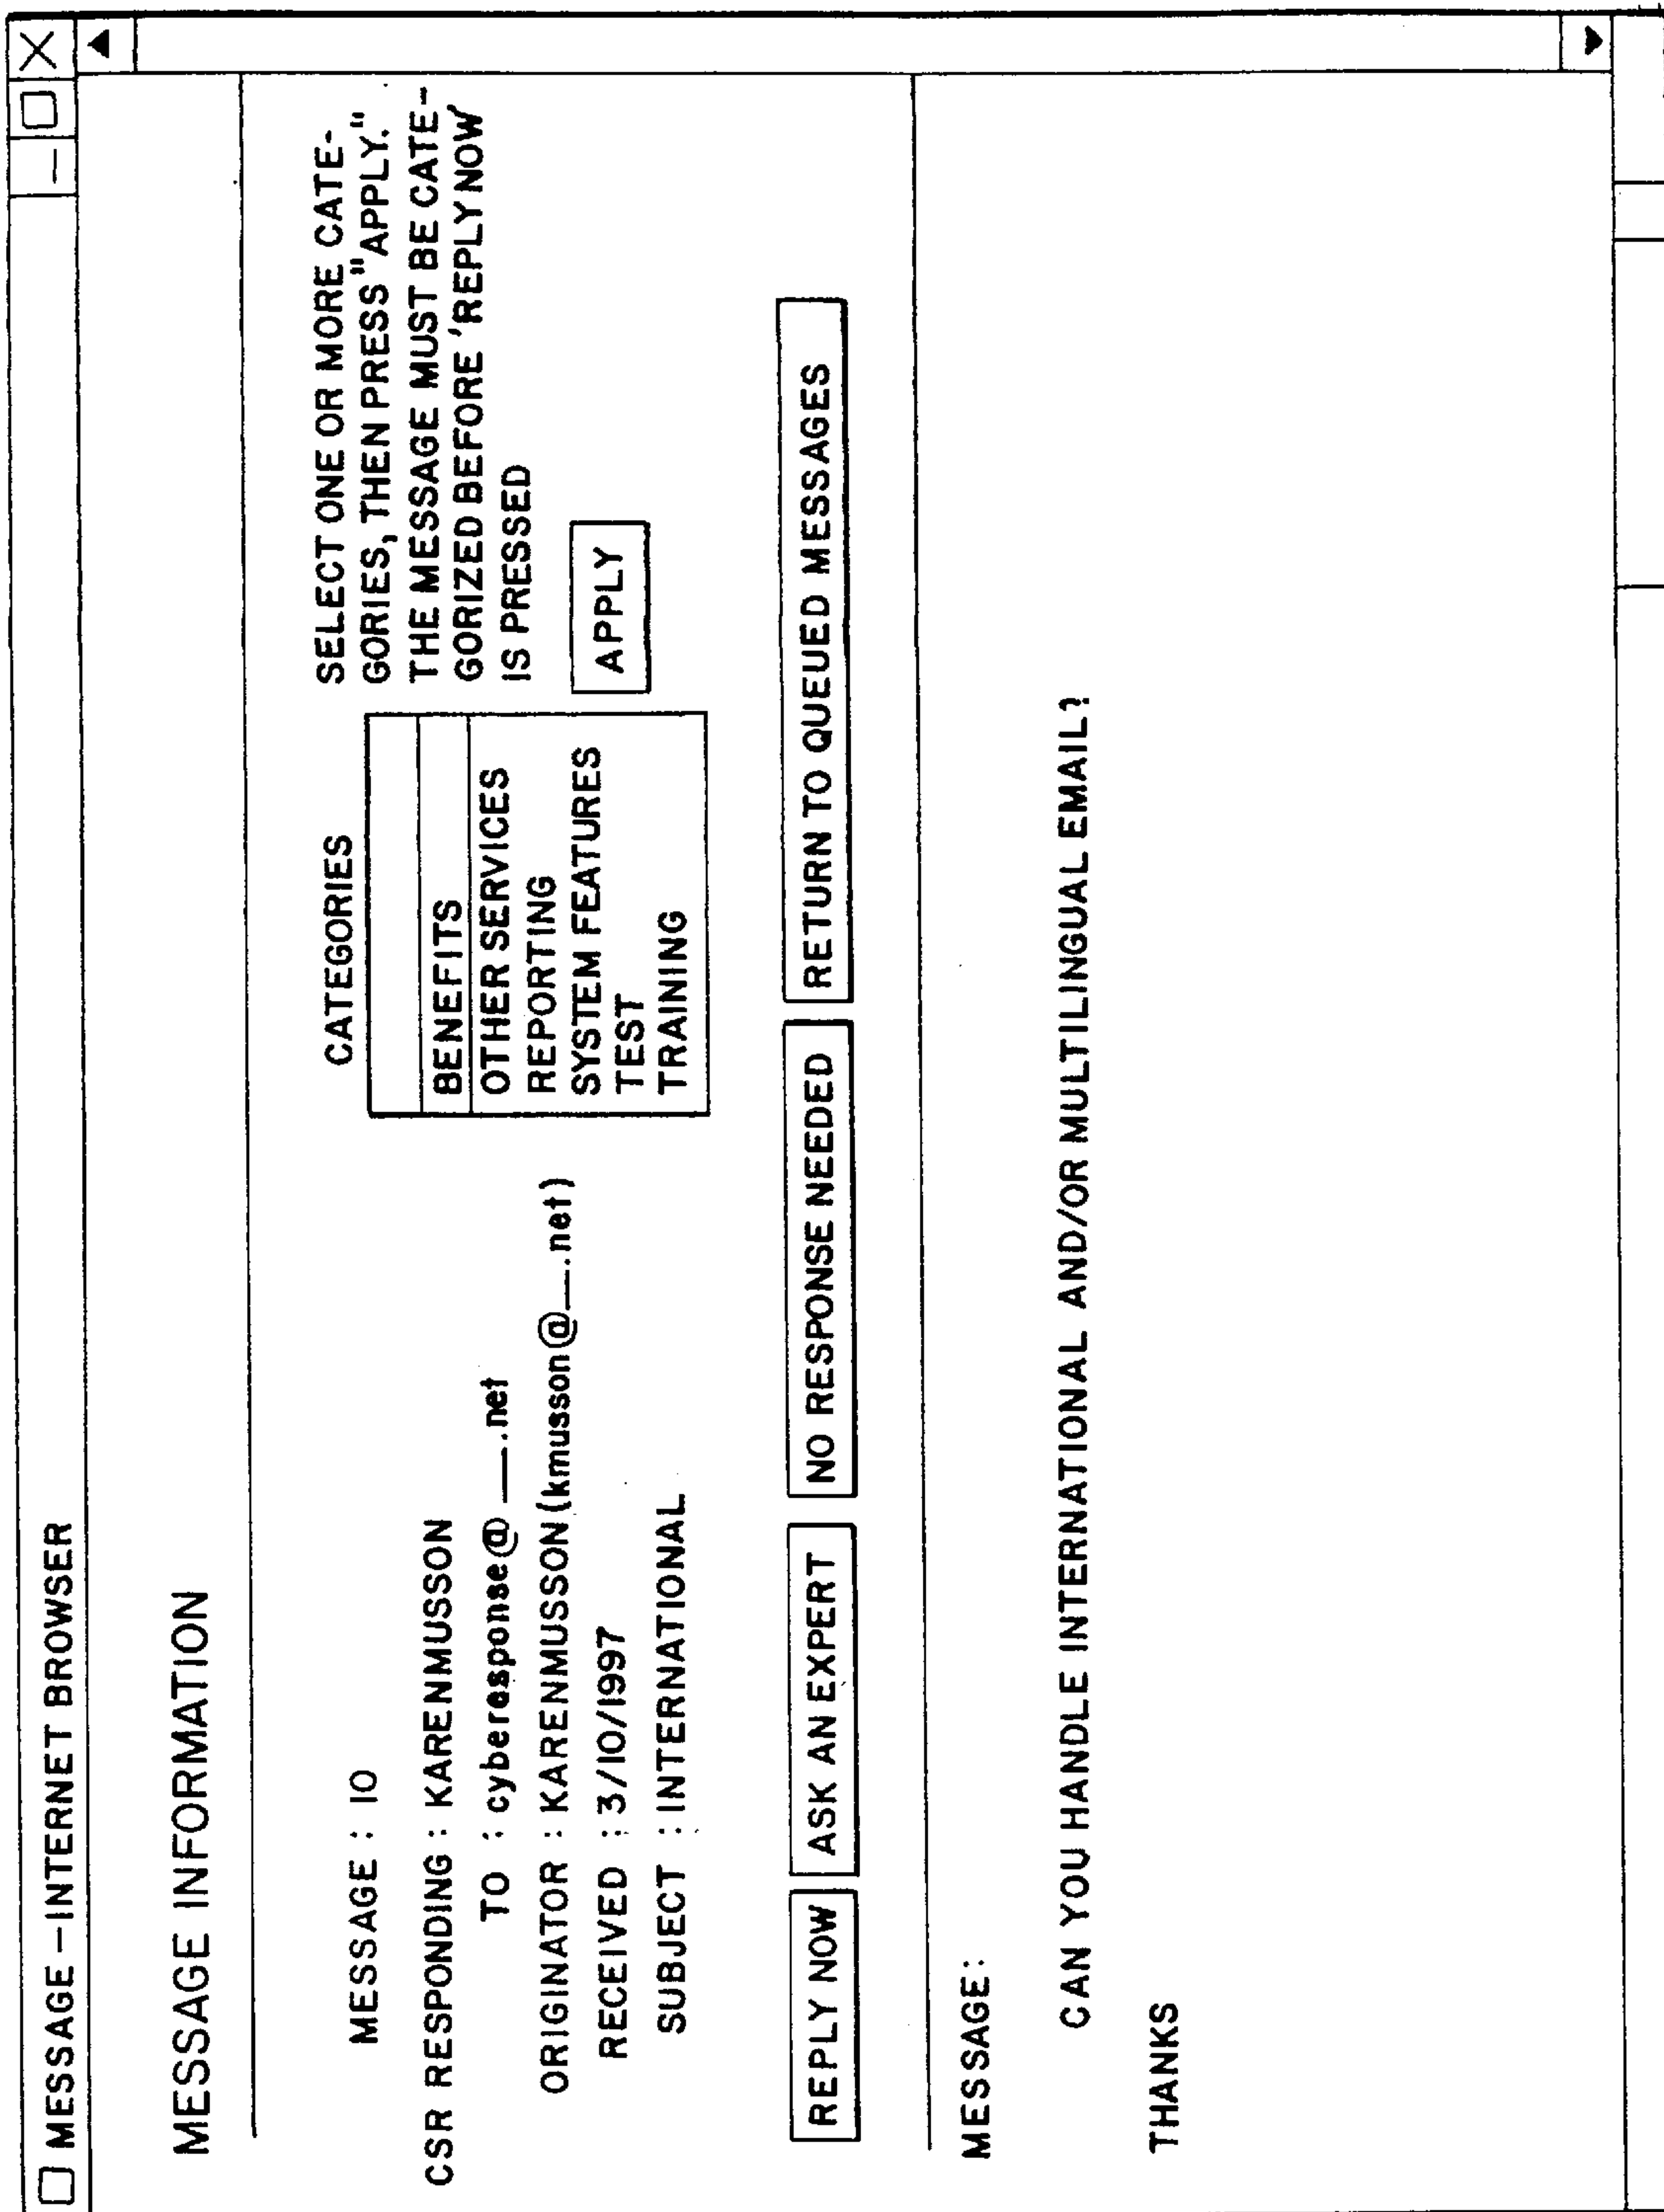 MESSAGE – INTERNET BROWSER
MESSAGE INFORMATION
MESSAGE : 10
CSR RESPONDING : KARENMUSSON
TO : cyberesponse@__.net
ORIGINATOR : KARENMUSSON (kmusson@__.net)
RECEIVED : 3/10/1997
SUBJECT : INTERNATIONAL
CATEGORIES
BENEFITS
OTHER SERVICES
REPORTING
SYSTEM FEATURES
TEST
TRAINING
SELECT ONE OR MORE CATE-
GORIES, THEN PRESS "APPLY."
THE MESSAGE MUST BE CATE-
GORIZED BEFORE 'REPLY NOW'
IS PRESSED
APPLY
REPLY NOW
ASK AN EXPERT
NO RESPONSE NEEDED
RETURN TO QUEUED MESSAGES
MESSAGE:
CAN YOU HANDLE INTERNATIONAL AND/OR MULTILINGUAL EMAIL?
THANKS